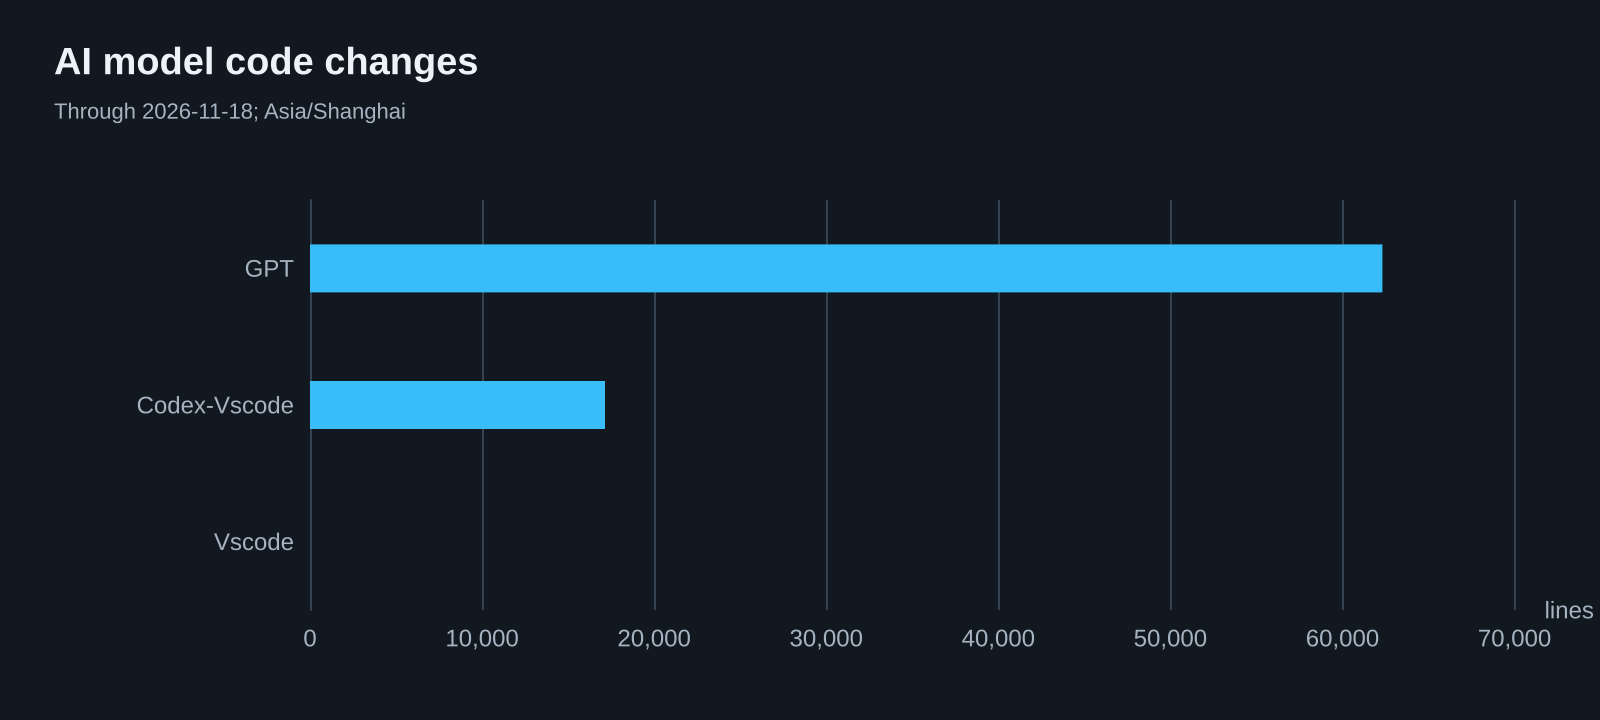 AI model code changes
Through 2026-11-18; Asia/Shanghai
GPT
Codex-Vscode
Vscode
lines
0 10,000 20,000 30,000 40,000 50,000 60,000 70,000